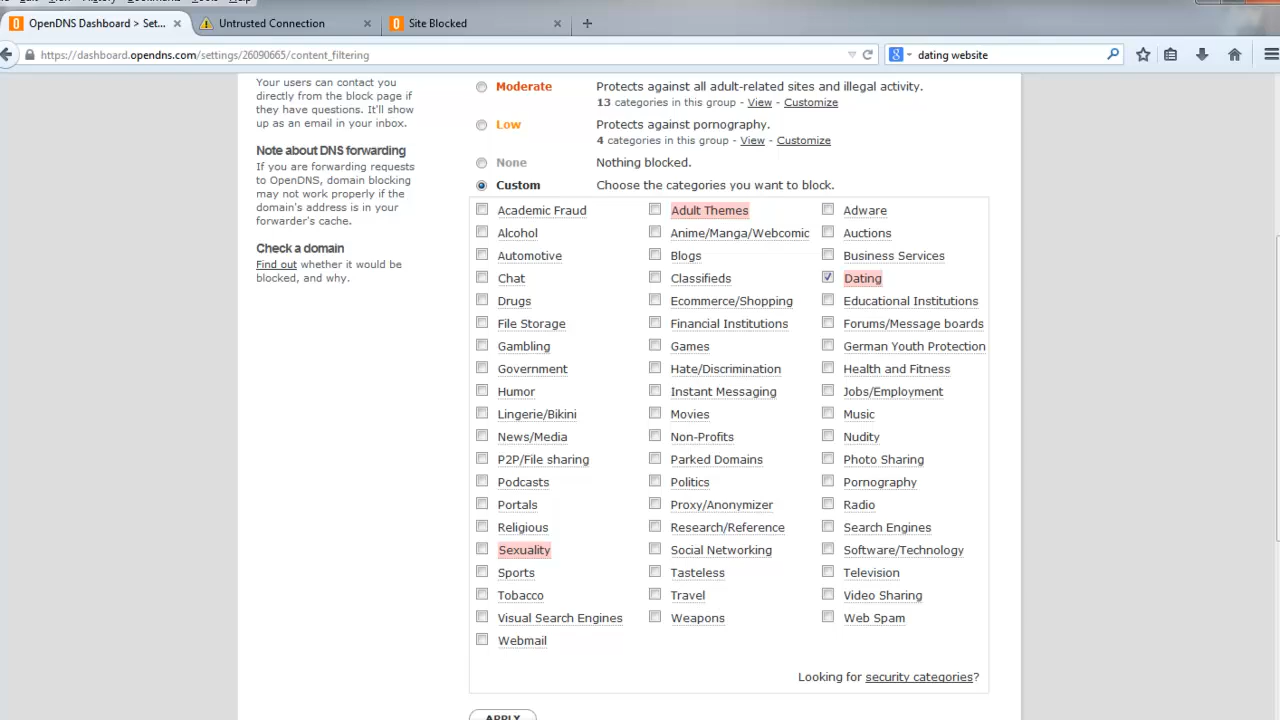 Edit View History Bookmarks Tools Help
OpenDNS Dashboard > Set... Untrusted Connection Site Blocked
https://dashboard.opendns.com/settings/26090665/content_filtering dating website
Your users can contact you
directly from the block page if
they have questions. It'll show
up as an email in your inbox.
Note about DNS forwarding
If you are forwarding requests
to OpenDNS, domain blocking
may not work properly if the
domain's address is in your
forwarder's cache.
Check a domain
Find out whether it would be
blocked, and why.
Moderate Protects against all adult-related sites and illegal activity.
13 categories in this group - View - Customize
Low Protects against pornography.
4 categories in this group - View - Customize
None Nothing blocked.
Custom Choose the categories you want to block.
Academic Fraud Adult Themes Adware
Alcohol Anime/Manga/Webcomic Auctions
Automotive Blogs Business Services
Chat Classifieds Dating
Drugs Ecommerce/Shopping Educational Institutions
File Storage Financial Institutions Forums/Message boards
Gambling Games German Youth Protection
Government Hate/Discrimination Health and Fitness
Humor Instant Messaging Jobs/Employment
Lingerie/Bikini Movies Music
News/Media Non-Profits Nudity
P2P/File sharing Parked Domains Photo Sharing
Podcasts Politics Pornography
Portals Proxy/Anonymizer Radio
Religious Research/Reference Search Engines
Sexuality Social Networking Software/Technology
Sports Tasteless Television
Tobacco Travel Video Sharing
Visual Search Engines Weapons Web Spam
Webmail
Looking for security categories?
APPLY